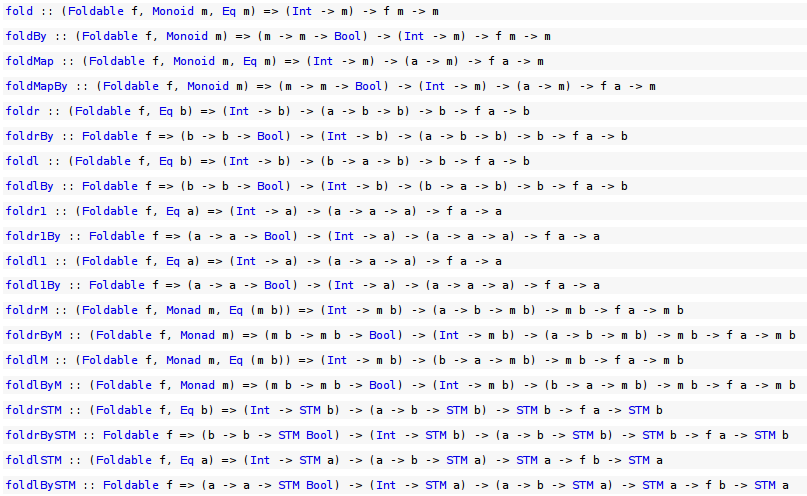 fold :: (Foldable f, Monoid m, Eq m) => (Int -> m) -> f m -> m
foldBy :: (Foldable f, Monoid m) => (m -> m -> Bool) -> (Int -> m) -> f m -> m
foldMap :: (Foldable f, Monoid m, Eq m) => (Int -> m) -> (a -> m) -> f a -> m
foldMapBy :: (Foldable f, Monoid m) => (m -> m -> Bool) -> (Int -> m) -> (a -> m) -> f a -> m
foldr :: (Foldable f, Eq b) => (Int -> b) -> (a -> b -> b) -> b -> f a -> b
foldrBy :: Foldable f => (b -> b -> Bool) -> (Int -> b) -> (a -> b -> b) -> b -> f a -> b
foldl :: (Foldable f, Eq b) => (Int -> b) -> (b -> a -> b) -> b -> f a -> b
foldlBy :: Foldable f => (b -> b -> Bool) -> (Int -> b) -> (b -> a -> b) -> b -> f a -> b
foldr1 :: (Foldable f, Eq a) => (Int -> a) -> (a -> a -> a) -> f a -> a
foldr1By :: Foldable f => (a -> a -> Bool) -> (Int -> a) -> (a -> a -> a) -> f a -> a
foldl1 :: (Foldable f, Eq a) => (Int -> a) -> (a -> a -> a) -> f a -> a
foldl1By :: Foldable f => (a -> a -> Bool) -> (Int -> a) -> (a -> a -> a) -> f a -> a
foldrM :: (Foldable f, Monad m, Eq (m b)) => (Int -> m b) -> (a -> b -> m b) -> m b -> f a -> m b
foldrByM :: (Foldable f, Monad m) => (m b -> m b -> Bool) -> (Int -> m b) -> (a -> b -> m b) -> m b -> f a -> m b
foldlM :: (Foldable f, Monad m, Eq (m b)) => (Int -> m b) -> (b -> a -> m b) -> m b -> f a -> m b
foldlByM :: (Foldable f, Monad m) => (m b -> m b -> Bool) -> (Int -> m b) -> (b -> a -> m b) -> m b -> f a -> m b
foldrSTM :: (Foldable f, Eq b) => (Int -> STM b) -> (a -> b -> STM b) -> STM b -> f a -> STM b
foldrBySTM :: Foldable f => (b -> b -> STM Bool) -> (Int -> STM b) -> (a -> b -> STM b) -> STM b -> f a -> STM b
foldlSTM :: (Foldable f, Eq a) => (Int -> STM a) -> (a -> b -> STM a) -> STM a -> f b -> STM a
foldlBySTM :: Foldable f => (a -> a -> STM Bool) -> (Int -> STM a) -> (a -> b -> STM a) -> STM a -> f b -> STM a